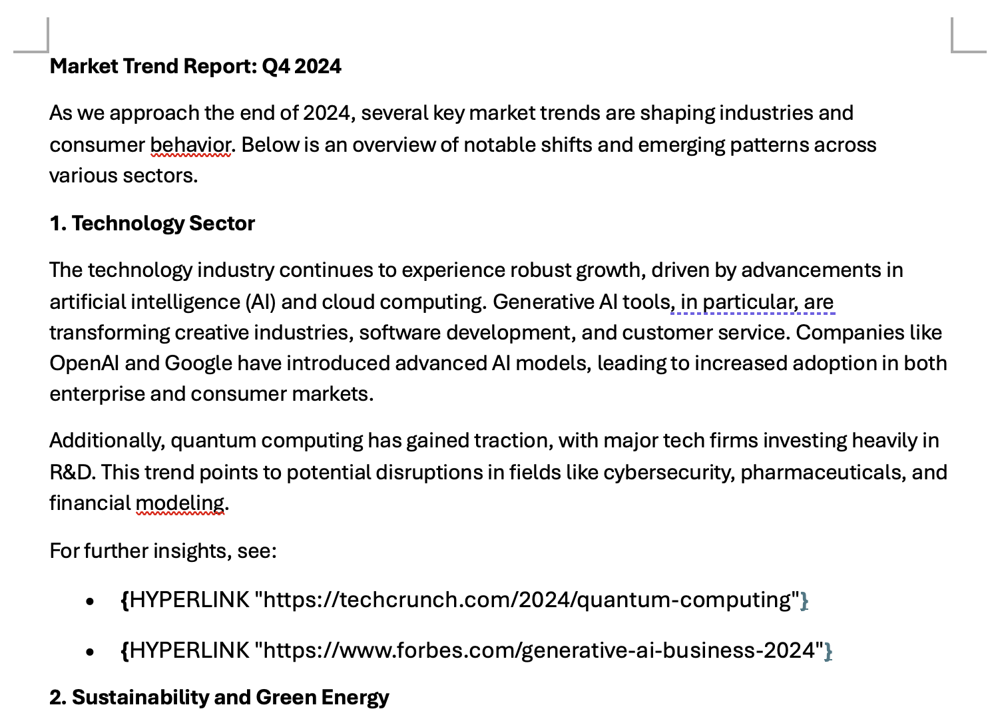 Market Trend Report: Q4 2024
As we approach the end of 2024, several key market trends are shaping industries and
consumer behavior. Below is an overview of notable shifts and emerging patterns across
various sectors.
1. Technology Sector
The technology industry continues to experience robust growth, driven by advancements in
artificial intelligence (AI) and cloud computing. Generative AI tools, in particular, are
transforming creative industries, software development, and customer service. Companies like
OpenAI and Google have introduced advanced AI models, leading to increased adoption in both
enterprise and consumer markets.
Additionally, quantum computing has gained traction, with major tech firms investing heavily in
R&D. This trend points to potential disruptions in fields like cybersecurity, pharmaceuticals, and
financial modeling.
For further insights, see:
• {HYPERLINK "https://techcrunch.com/2024/quantum-computing"}
• {HYPERLINK "https://www.forbes.com/generative-ai-business-2024"}
2. Sustainability and Green Energy